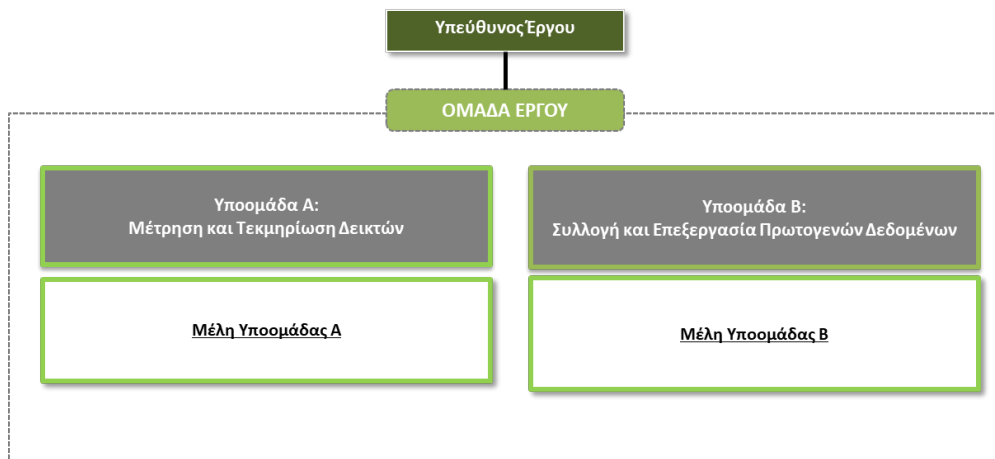 Υπεύθυνος Έργου
ΟΜΑΔΑ ΕΡΓΟΥ
Υποομάδα Α:
Μέτρηση και Τεκμηρίωση Δεικτών
Υποομάδα Β:
Συλλογή και Επεξεργασία Πρωτογενών Δεδομένων
Μέλη Υποομάδας Α
Μέλη Υποομάδας Β